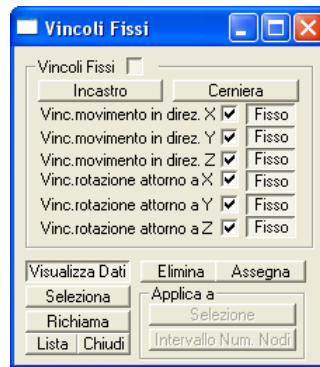 Vincoli Fissi
Vincoli Fissi
Incastro Cerniera
Vinc.movimento in direz. X Fisso
Vinc.movimento in direz. Y Fisso
Vinc.movimento in direz. Z Fisso
Vinc.rotazione attorno a X Fisso
Vinc.rotazione attorno a Y Fisso
Vinc.rotazione attorno a Z Fisso
Visualizza Dati Elimina Assegna
Seleziona Applica a
Selezione
Richiama
Intervallo Num. Nodi
Lista Chiudi